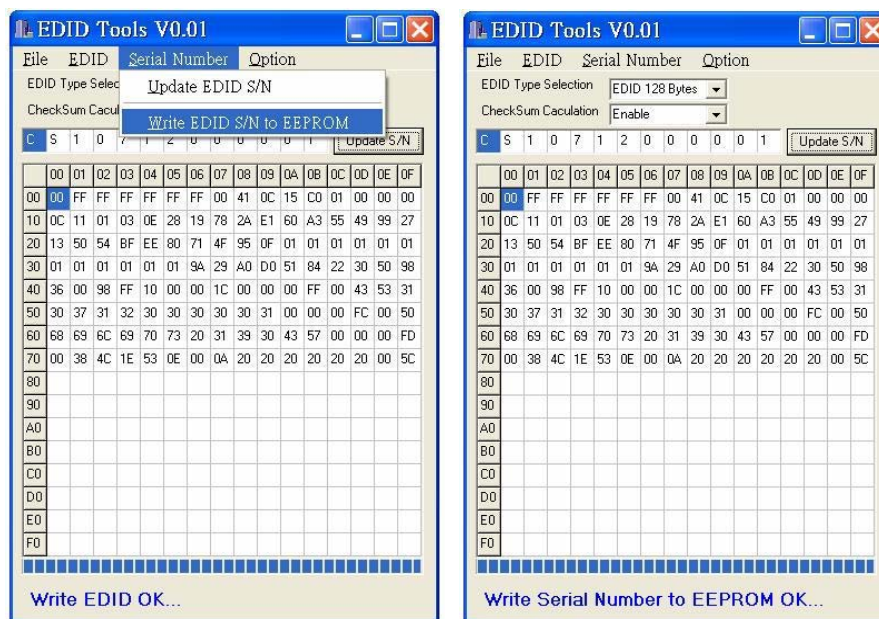 EDID Tools V0.01
File EDID Serial Number Option
EDID Type Selec
Update EDID S/N
CheckSum Cacul
Write EDID S/N to EEPROM
C S 1 0 7 1 2 0 0 0 0 0 1 Update S/N
00 01 02 03 04 05 06 07 08 09 0A 0B 0C 0D 0E 0F
00 00 FF FF FF FF FF FF 00 41 0C 15 C0 01 00 00 00
10 0C 11 01 03 0E 28 19 78 2A E1 60 A3 55 49 99 27
20 13 50 54 BF EE 80 71 4F 95 0F 01 01 01 01 01 01
30 01 01 01 01 01 01 9A 29 A0 D0 51 84 22 30 50 98
40 36 00 98 FF 10 00 00 1C 00 00 00 FF 00 43 53 31
50 30 37 31 32 30 30 30 30 30 31 00 00 00 FC 00 50
60 68 69 6C 69 70 73 20 31 39 30 43 57 00 00 00 FD
70 00 38 4C 1E 53 0E 00 0A 20 20 20 20 20 20 00 5C
80
90
A0
B0
C0
D0
E0
F0
Write EDID OK...
EDID Tools V0.01
File EDID Serial Number Option
EDID Type Selection EDID 128 Bytes
CheckSum Caculation Enable
C S 1 0 7 1 2 0 0 0 0 0 1 Update S/N
00 01 02 03 04 05 06 07 08 09 0A 0B 0C 0D 0E 0F
00 00 FF FF FF FF FF FF 00 41 0C 15 C0 01 00 00 00
10 0C 11 01 03 0E 28 19 78 2A E1 60 A3 55 49 99 27
20 13 50 54 BF EE 80 71 4F 95 0F 01 01 01 01 01 01
30 01 01 01 01 01 01 9A 29 A0 D0 51 84 22 30 50 98
40 36 00 98 FF 10 00 00 1C 00 00 00 FF 00 43 53 31
50 30 37 31 32 30 30 30 30 30 31 00 00 00 FC 00 50
60 68 69 6C 69 70 73 20 31 39 30 43 57 00 00 00 FD
70 00 38 4C 1E 53 0E 00 0A 20 20 20 20 20 20 00 5C
80
90
A0
B0
C0
D0
E0
F0
Write Serial Number to EEPROM OK...